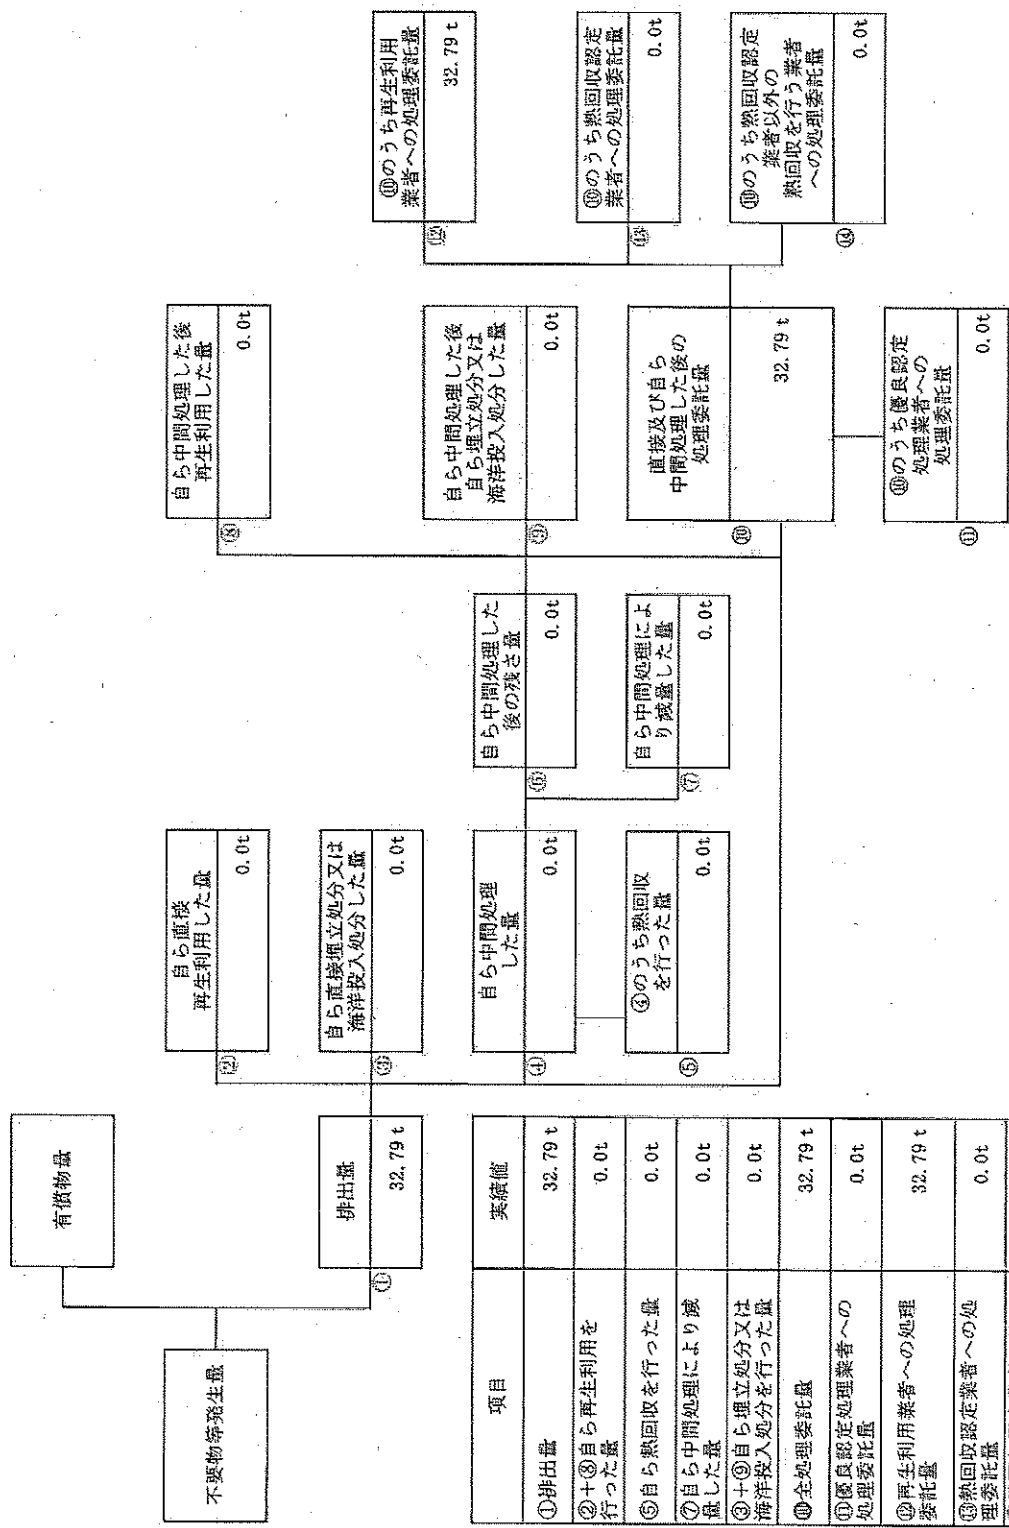 不要物等発生量
有償物量
①
排出量
32.79 t
②
自ら直接
再生利用した量
0.0t
③
自ら直接埋立処分又は
海洋投入処分した量
0.0t
④
自ら中間処理
した量
0.0t
⑤
④のうち熱回収
を行った量
0.0t
⑥
自ら中間処理した
後の残さ量
0.0t
⑦
自ら中間処理によ
り減量した量
0.0t
⑧
自ら中間処理した後
再生利用した量
0.0t
⑨
自ら中間処理した後
自ら埋立処分又は
海洋投入処分した量
0.0t
⑩
直接及び自ら
中間処理した後の
処理委託量
32.79 t
⑪
⑩のうち優良認定
処理業者への
処理委託量
0.0t
⑫
⑩のうち再生利用
業者への処理委託量
32.79 t
⑬
⑩のうち熱回収認定
業者への処理委託量
0.0t
⑭
⑩のうち熱回収認定
業者以外の
熱回収を行う業者
への処理委託量
0.0t
項目 実績値
①排出量 32.79 t
②+⑧自ら再生利用を
行った量 0.0t
⑤自ら熱回収を行った量 0.0t
⑦自ら中間処理により減
量した量 0.0t
③+⑨自ら埋立処分又は
海洋投入処分を行った量 0.0t
⑩全処理委託量 32.79 t
⑪優良認定処理業者への
処理委託量 0.0t
⑫再生利用業者への処理
委託量 32.79 t
⑬熱回収認定業者への処
理委託量 0.0t